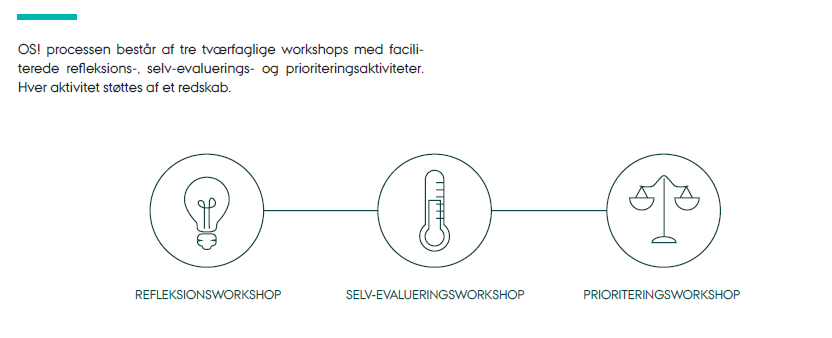 OS! processen består af tre tværfaglige workshops med facili-
terede refleksions-, selv-evaluerings- og prioriteringsaktiviteter.
Hver aktivitet støttes af et redskab.
REFLEKSIONSWORKSHOP
SELV-EVALUERINGSWORKSHOP
PRIORITERINGSWORKSHOP